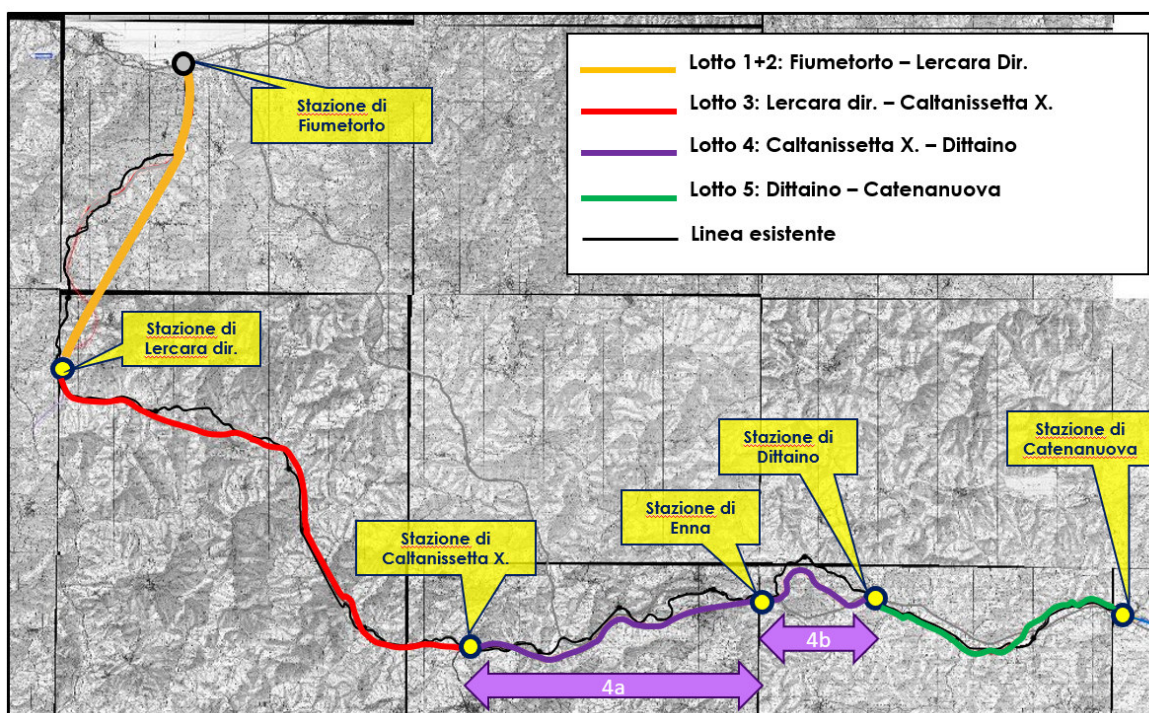 Lotto 1+2: Fiumetorto – Lercara Dir.
Lotto 3: Lercara dir. – Caltanissetta X.
Lotto 4: Caltanissetta X. – Dittaino
Lotto 5: Dittaino – Catenanuova
Linea esistente
Stazione di
Fiumetorto
Stazione di
Lercara dir.
Stazione di
Caltanissetta X.
Stazione di
Enna
Stazione di
Dittaino
Stazione di
Catenanuova
4a
4b